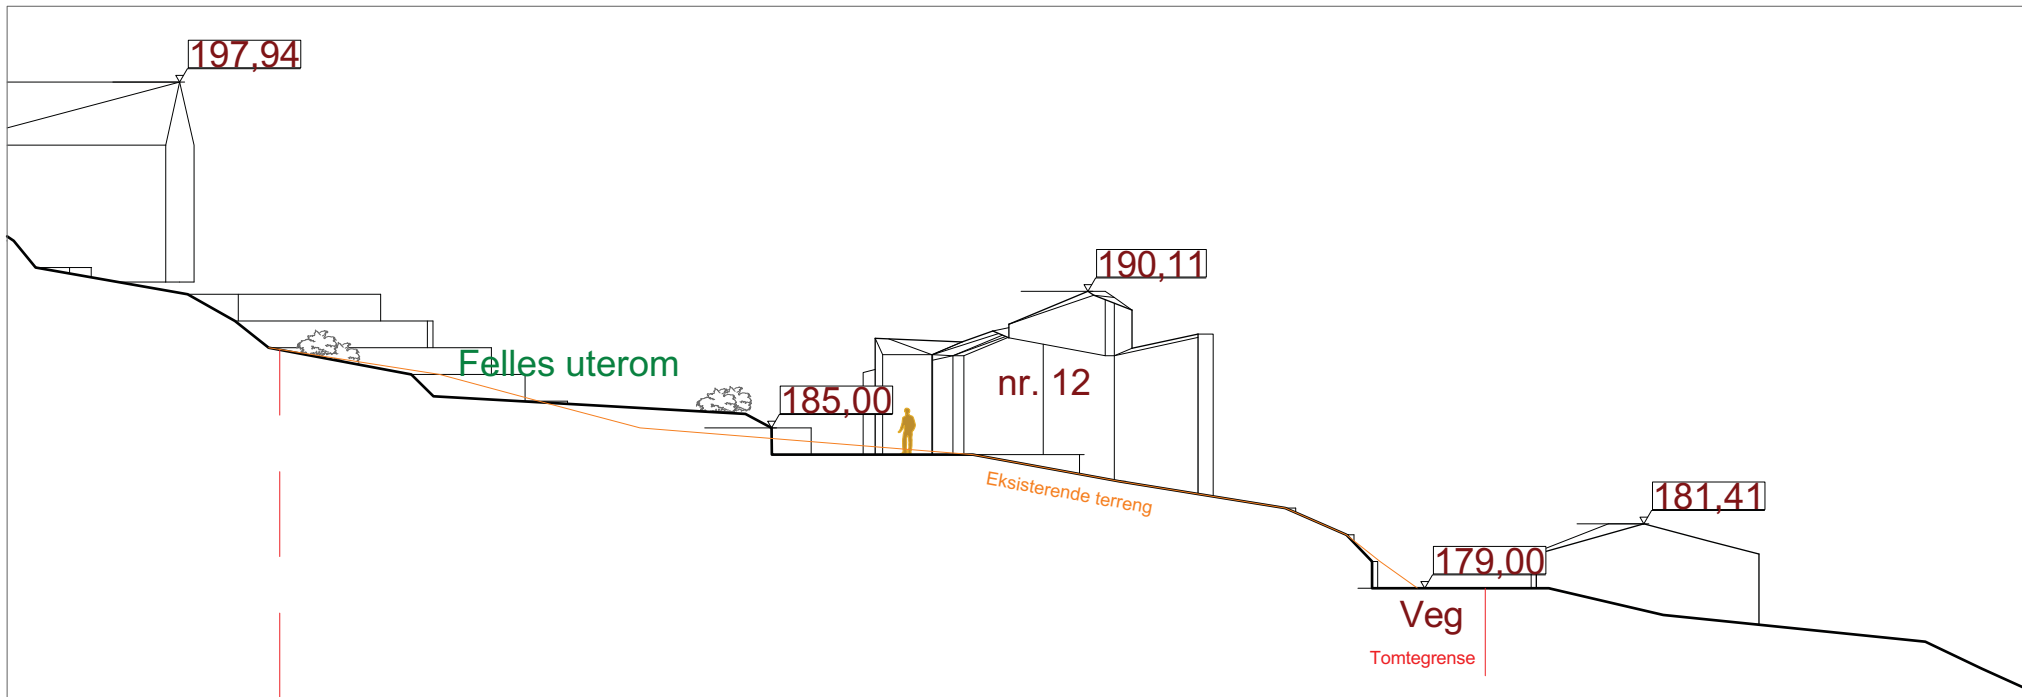 197,94
190,11
Felles uterom
nr. 12
185,00
Eksisterende terreng
181,41
179,00
Veg
Tomtegrense